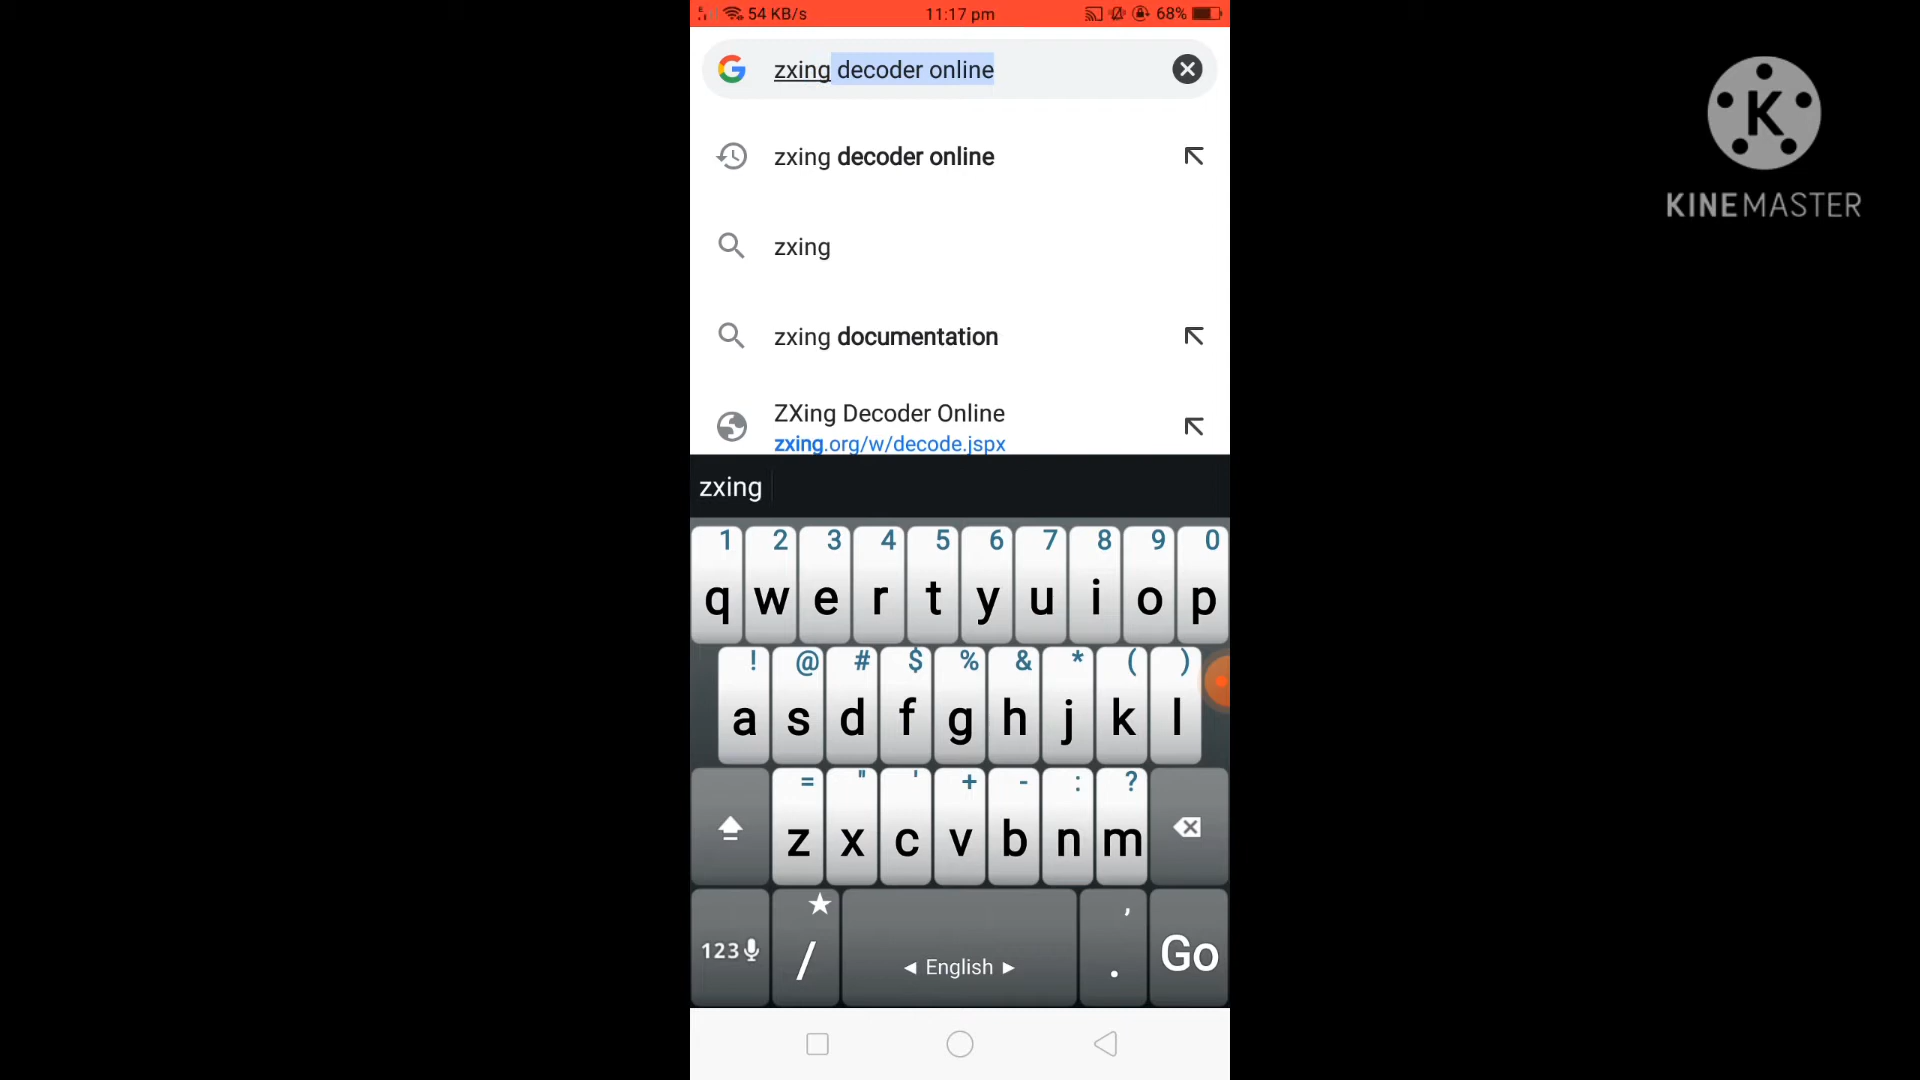 54 KB/s 11:17 pm 68%
zxing decoder online
zxing decoder online
zxing
zxing documentation
ZXing Decoder Online
zxing.org/w/decode.jspx
zxing
1 2 3 4 5 6 7 8 9 0
q w e r t y u i o p
! @ # $ % & * ( )
a s d f g h j k l
= " ' + - : ?
z x c v b n m
123 / ◄ English ► , . Go
K
KINEMASTER